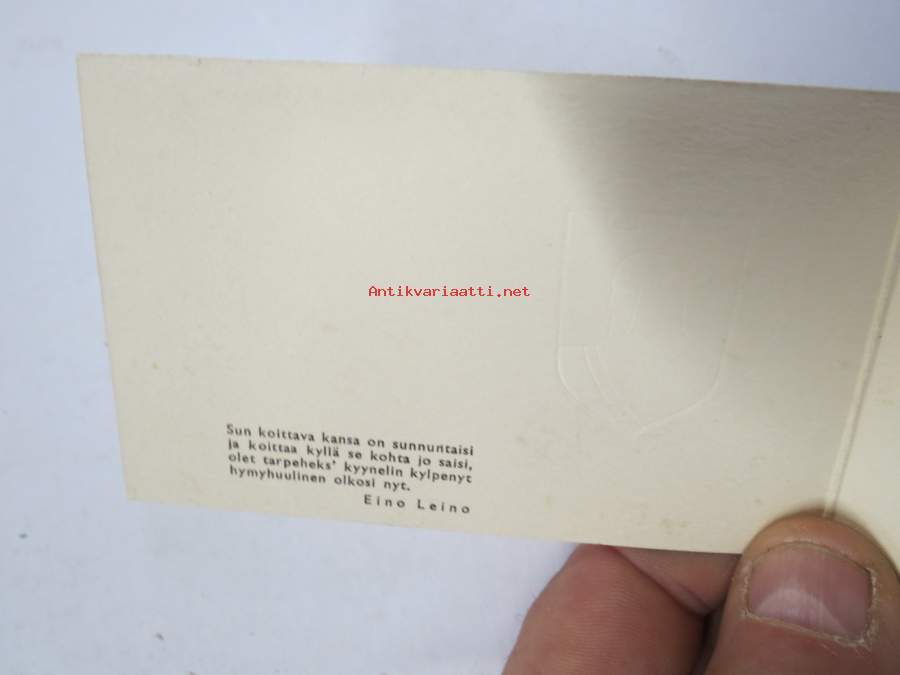 Antikvariaatti.net
Sun koittava kansa on sunnuntaisi
ja koittaa kyllä se kohta jo saisi,
olet tarpeheks' kyynelin kylpenyt
hymyhuulinen olkosi nyt.
Eino Leino